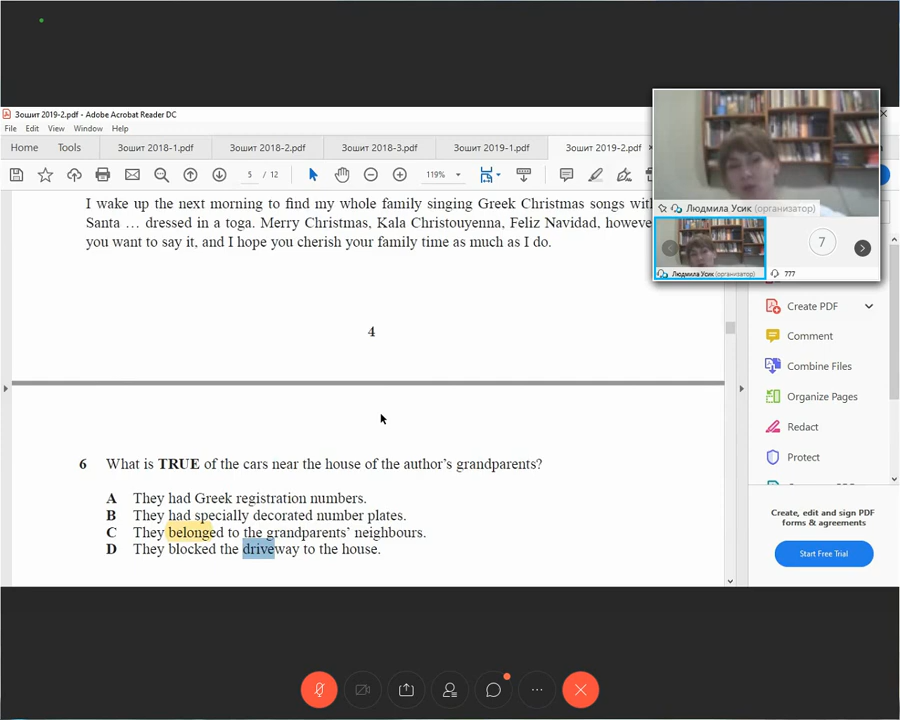 Зошит 2019-2.pdf - Adobe Acrobat Reader DC
File Edit View Window Help
Home Tools Зошит 2018-1.pdf Зошит 2018-2.pdf Зошит 2018-3.pdf Зошит 2019-1.pdf Зошит 2019-2.pdf
5 / 12 119%
I wake up the next morning to find my whole family singing Greek Christmas songs with
Santa … dressed in a toga. Merry Christmas, Kala Christouyenna, Feliz Navidad, however
you want to say it, and I hope you cherish your family time as much as I do.
4
6 What is TRUE of the cars near the house of the author's grandparents?
A They had Greek registration numbers.
B They had specially decorated number plates.
C They belonged to the grandparents' neighbours.
D They blocked the driveway to the house.
Людмила Усик (организатор)
7
Людмила Усик (организатор) 777
Create PDF
Comment
Combine Files
Organize Pages
Redact
Protect
Create, edit and sign PDF
forms & agreements
Start Free Trial